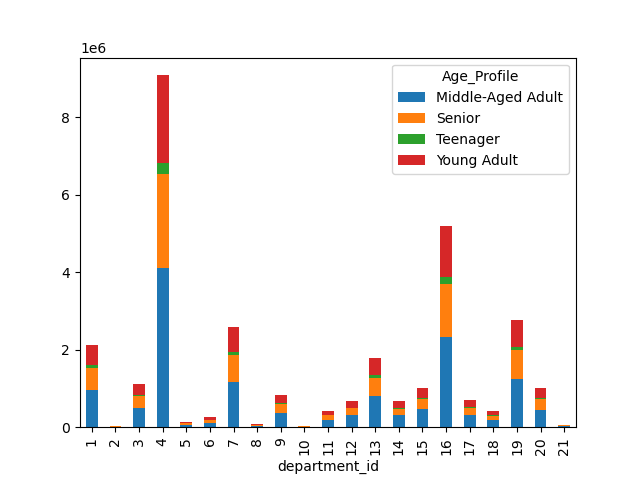 1e6
8
6
4
2
0
Age_Profile
Middle-Aged Adult
Senior
Teenager
Young Adult
1 2 3 4 5 6 7 8 9 10 11 12 13 14 15 16 17 18 19 20 21
department_id